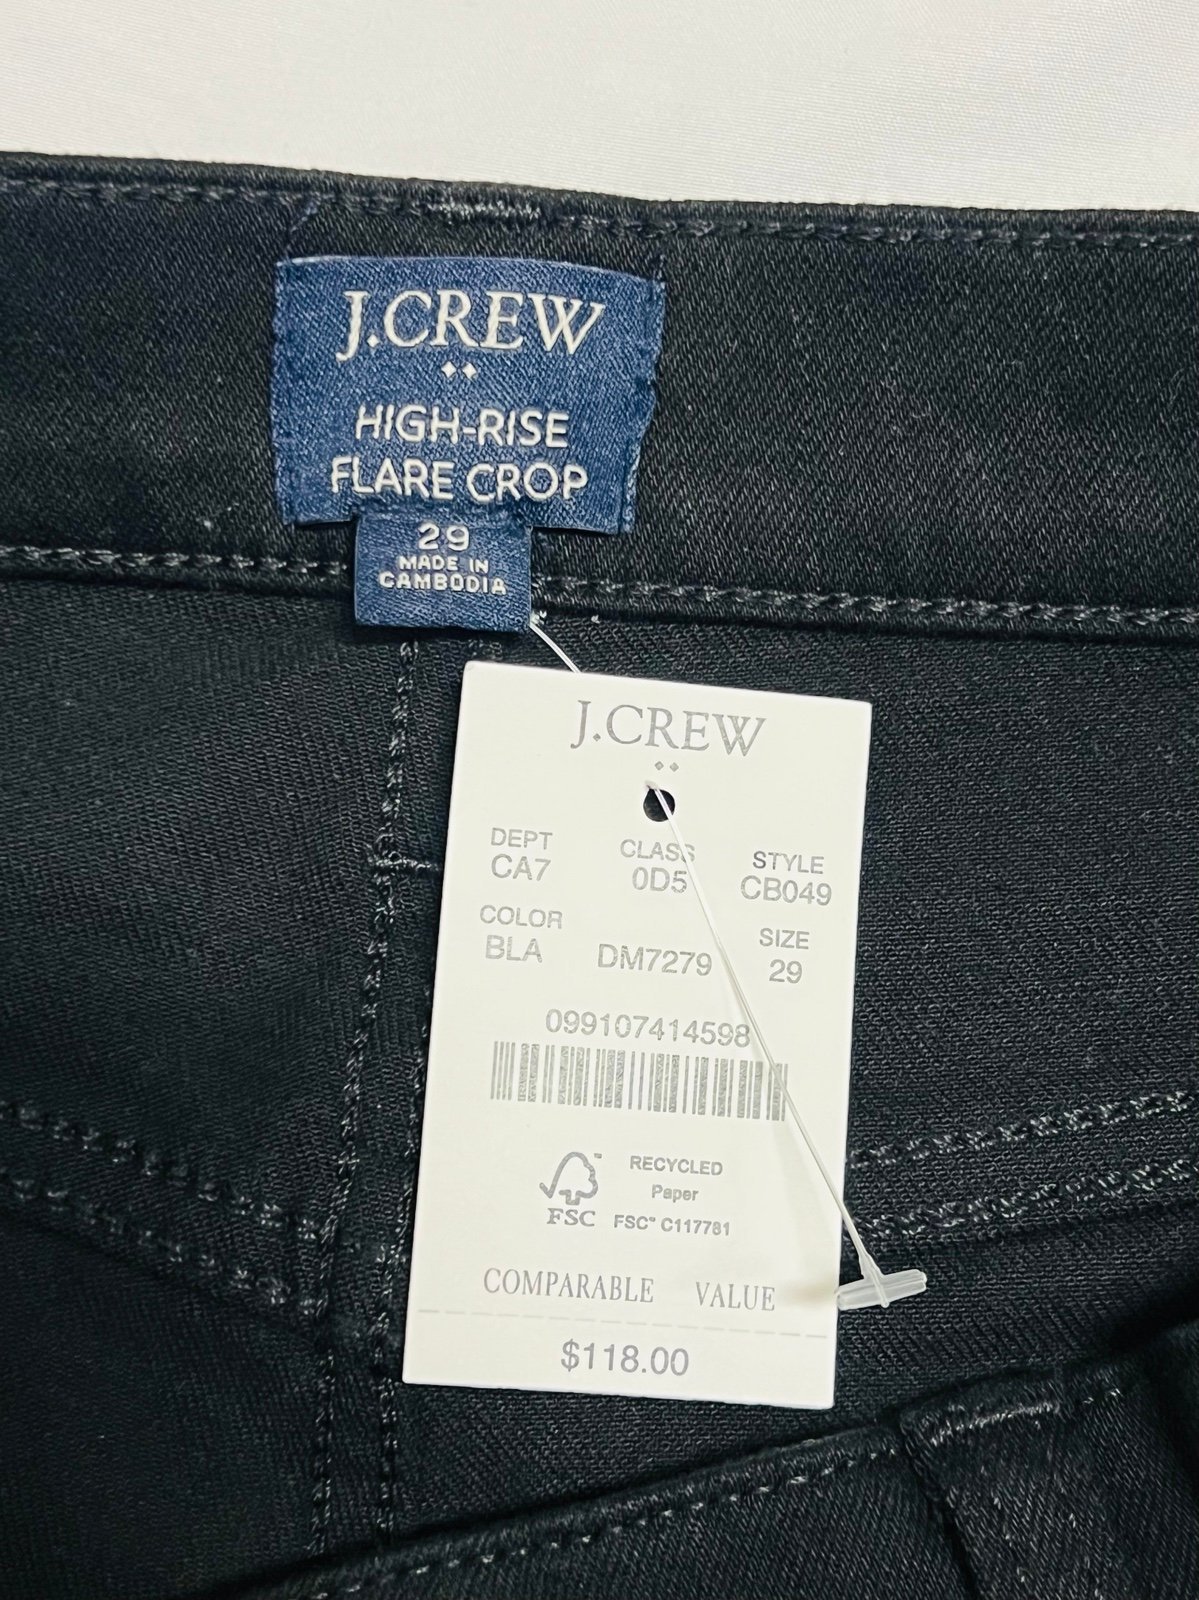 J.CREW
HIGH-RISE
FLARE CROP
29
MADE IN
CAMBODIA
J.CREW
DEPT CLASS STYLE
CA7 0D5 CB049
COLOR SIZE
BLA DM7279 29
099107414598
RECYCLED
Paper
FSC FSC™ C117781
COMPARABLE VALUE
$118.00